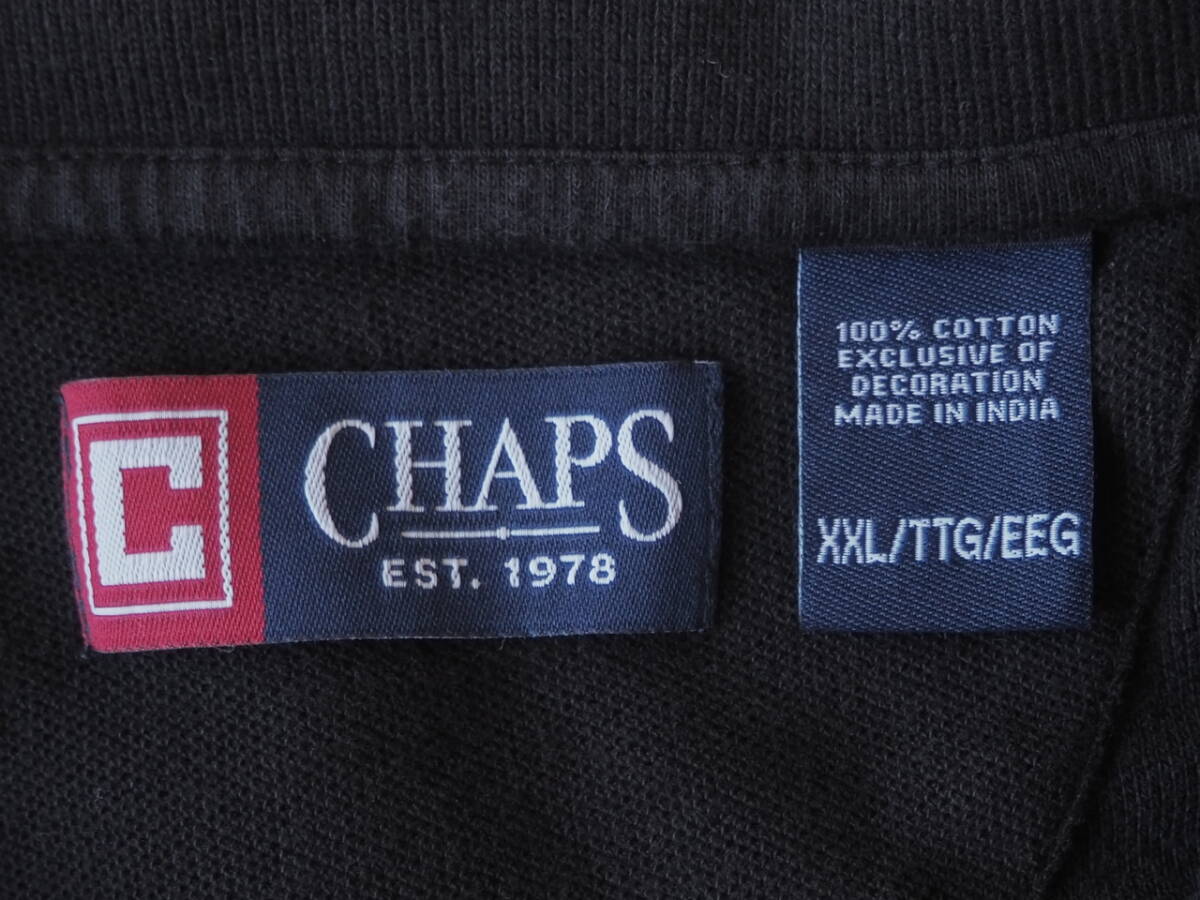 C
CHAPS
EST. 1978
100% COTTON
EXCLUSIVE OF
DECORATION
MADE IN INDIA
XXL/TTG/EEG